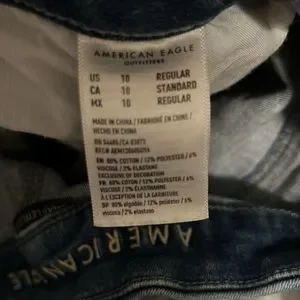 AMERICAN EAGLE
OUTFITTERS
US 10 REGULAR
CA 10 STANDARD
MX 10 REGULAR
MADE IN CHINA / FABRIQUÉ EN CHINE /
HECHO EN CHINA
EN: 80% COTTON / 12% POLYESTER / 6%
VISCOSE / 2% ELASTANE
EXCLUSIVE OF DECORATION
FR: 80% COTON / 12% POLYESTER / 6%
VISCOSE / 2% ÉLASTHANNE
À L'EXCEPTION DE LA GARNITURE
SP: 80% algodón / 12% poliéster / 6%
viscosa / 2% elastano
AMERICAN